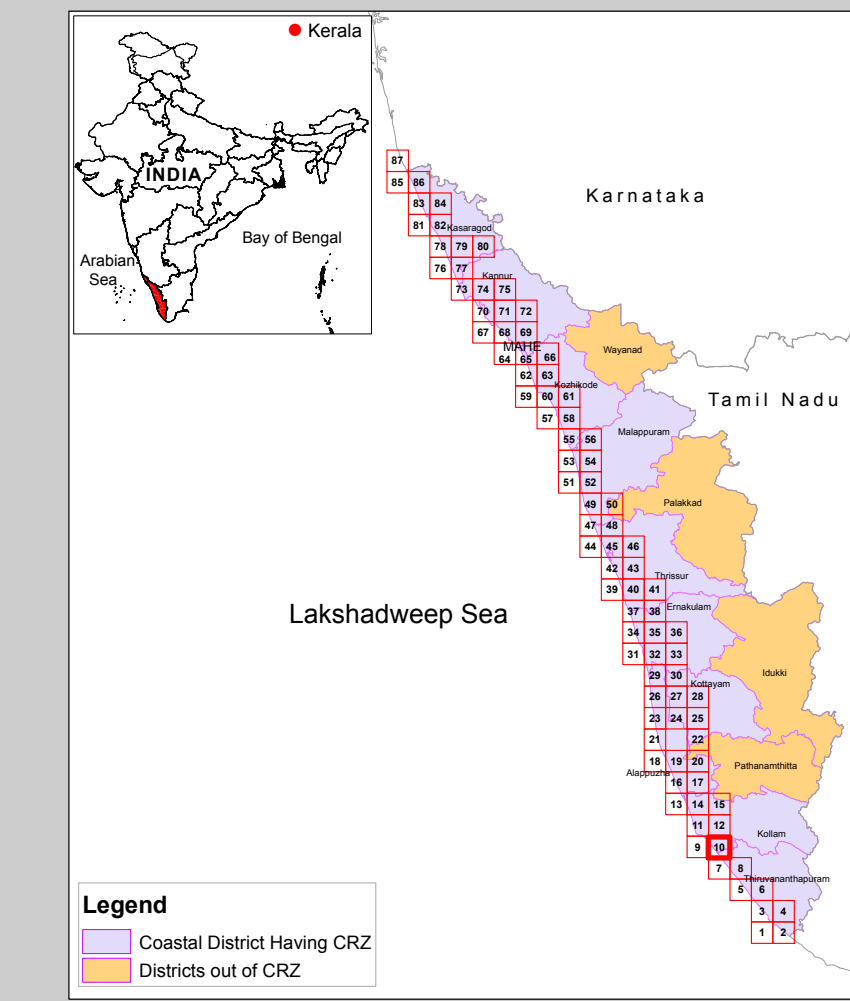 Kerala
INDIA
Bay of Bengal
Arabian
Sea
Karnataka
Tamil Nadu
Lakshadweep Sea
87
85 86
83 84
81 82 Kasaragod
78 79 80
76 77
Kannur
73 74 75
70 71 72
67 68 69
MAHE
Wayanad
64 65 66
62 63
Kozhikode
59 60 61
57 58
Malappuram
55 56
53 54
51 52
49 50
Palakkad
47 48
44 45 46
42 43
Thrissur
39 40 41
37 38
Ernakulam
34 35 36
31 32 33
29 30
Idukki
Kottayam
26 27 28
23 24 25
21 22
18 19 20
Pathanamthitta
Alappuzha
16 17
13 14 15
11 12
Kollam
9 10
7 8
Thiruvananthapuram
5 6
3 4
1 2
Legend
Coastal District Having CRZ
Districts out of CRZ